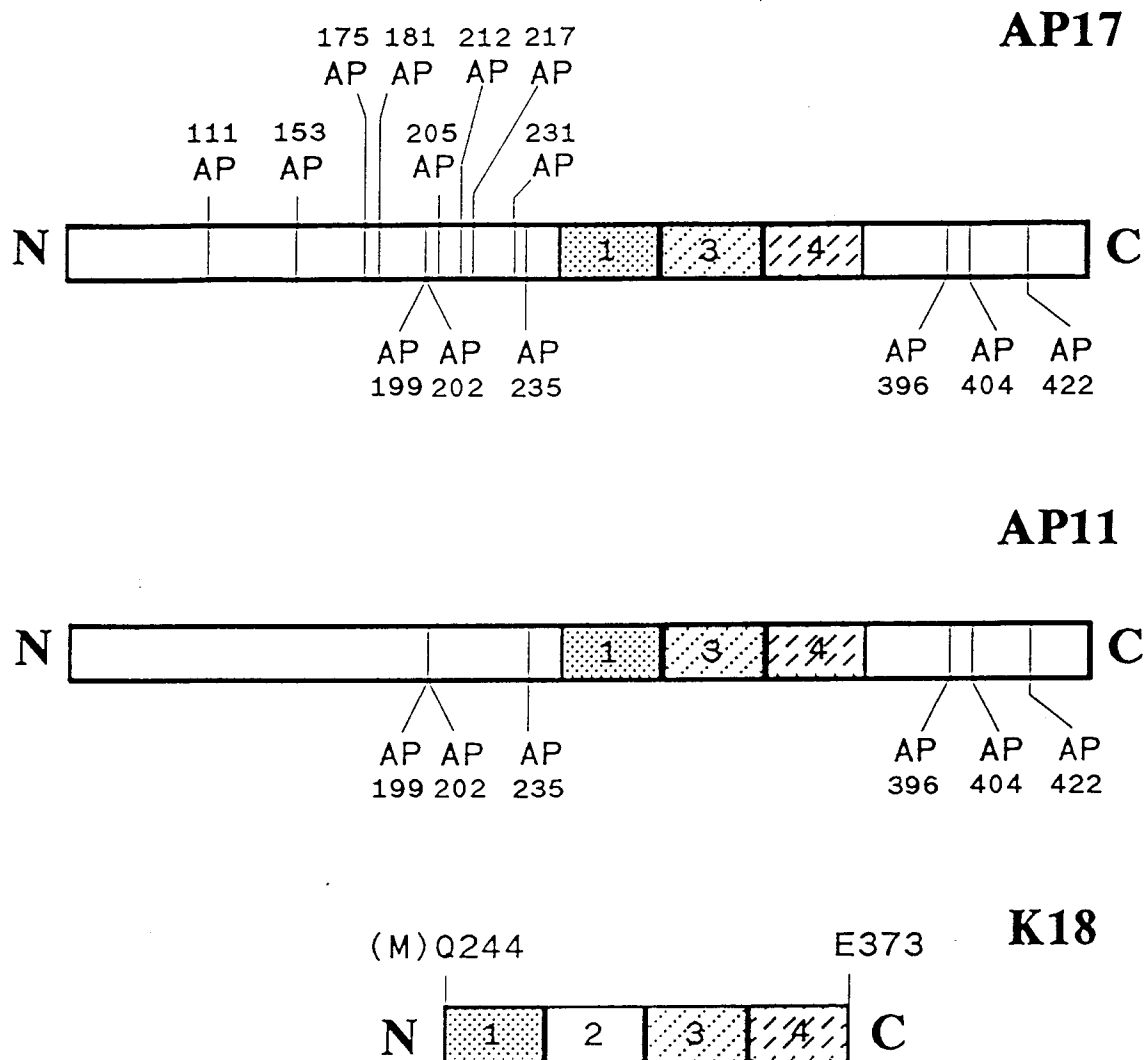 AP17
175 181 212 217
AP AP AP AP
111 153 205 231
AP AP AP AP
N 1 3 4 C
AP AP AP AP AP AP
199 202 235 396 404 422
AP11
N 1 3 4 C
AP AP AP AP AP AP
199 202 235 396 404 422
K18
(M)Q244 E373
N 1 2 3 4 C